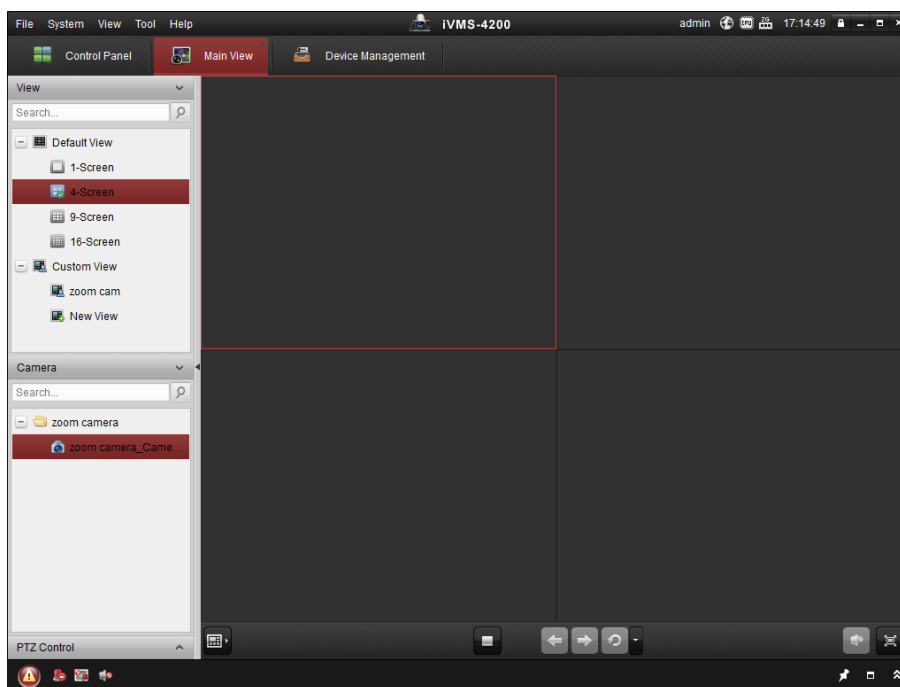 File System View Tool Help iVMS-4200 admin 17:14:49
Control Panel Main View Device Management
View
Search...
Default View
1-Screen
4-Screen
9-Screen
16-Screen
Custom View
zoom cam
New View
Camera
Search...
zoom camera
zoom camera_Came...
PTZ Control